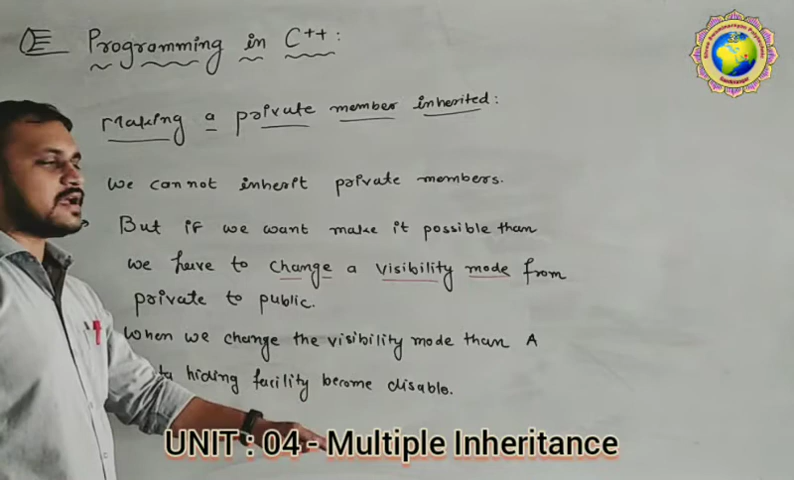 Programming in C++:
Making a private member inherited:
We cannot inherit private members.
But if we want make it possible than
we have to change a visibility mode from
private to public.
When we change the visibility mode than A
hiding facility become disable.
UNIT : 04 - Multiple Inheritance